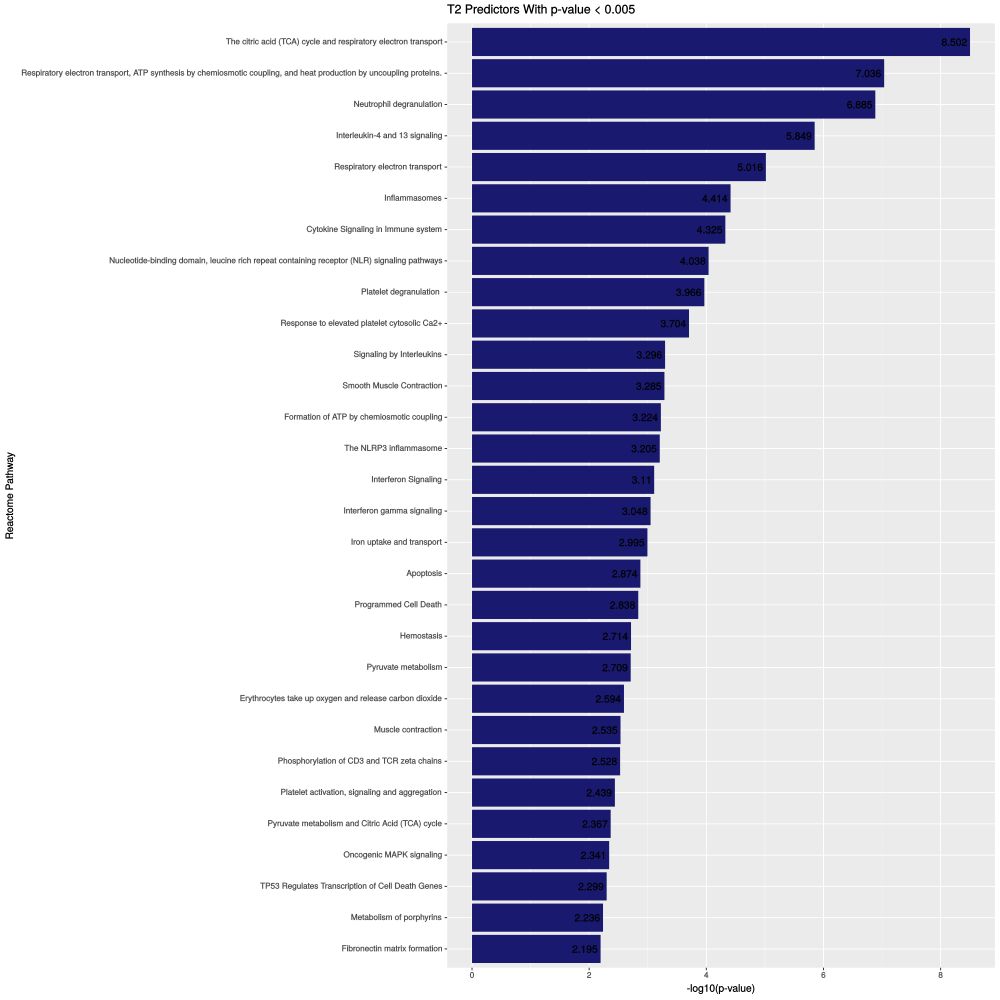 T2 Predictors With p-value < 0.005
The citric acid (TCA) cycle and respiratory electron transport
8.502
Respiratory electron transport, ATP synthesis by chemiosmotic coupling, and heat production by uncoupling proteins.
7.036
Neutrophil degranulation
6.885
Interleukin-4 and 13 signaling
5.849
Respiratory electron transport
5.016
Inflammasomes
4.414
Cytokine Signaling in Immune system
4.325
Nucleotide-binding domain, leucine rich repeat containing receptor (NLR) signaling pathways
4.038
Platelet degranulation
3.966
Response to elevated platelet cytosolic Ca2+
3.704
Signaling by Interleukins
3.296
Smooth Muscle Contraction
3.285
Formation of ATP by chemiosmotic coupling
3.224
The NLRP3 inflammasome
3.205
Interferon Signaling
3.11
Interferon gamma signaling
3.048
Iron uptake and transport
2.995
Apoptosis
2.874
Programmed Cell Death
2.838
Hemostasis
2.714
Pyruvate metabolism
2.709
Erythrocytes take up oxygen and release carbon dioxide
2.594
Muscle contraction
2.535
Phosphorylation of CD3 and TCR zeta chains
2.528
Platelet activation, signaling and aggregation
2.439
Pyruvate metabolism and Citric Acid (TCA) cycle
2.367
Oncogenic MAPK signaling
2.341
TP53 Regulates Transcription of Cell Death Genes
2.299
Metabolism of porphyrins
2.236
Fibronectin matrix formation
2.195
Reactome Pathway
0 2 4 6 8
-log10(p-value)